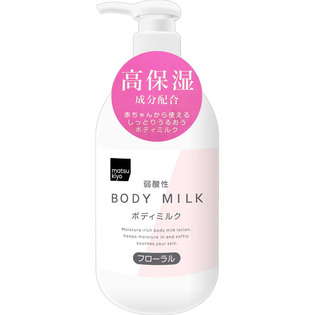 高保湿
成分配合
赤ちゃんから使える
しっとりうるおう
ボディミルク
matsu
kiyo
弱酸性
BODY MILK
ボディミルク
Moisture-rich body milk lotion.
Keeps moisture in and softly
soothes your skin.
フローラル